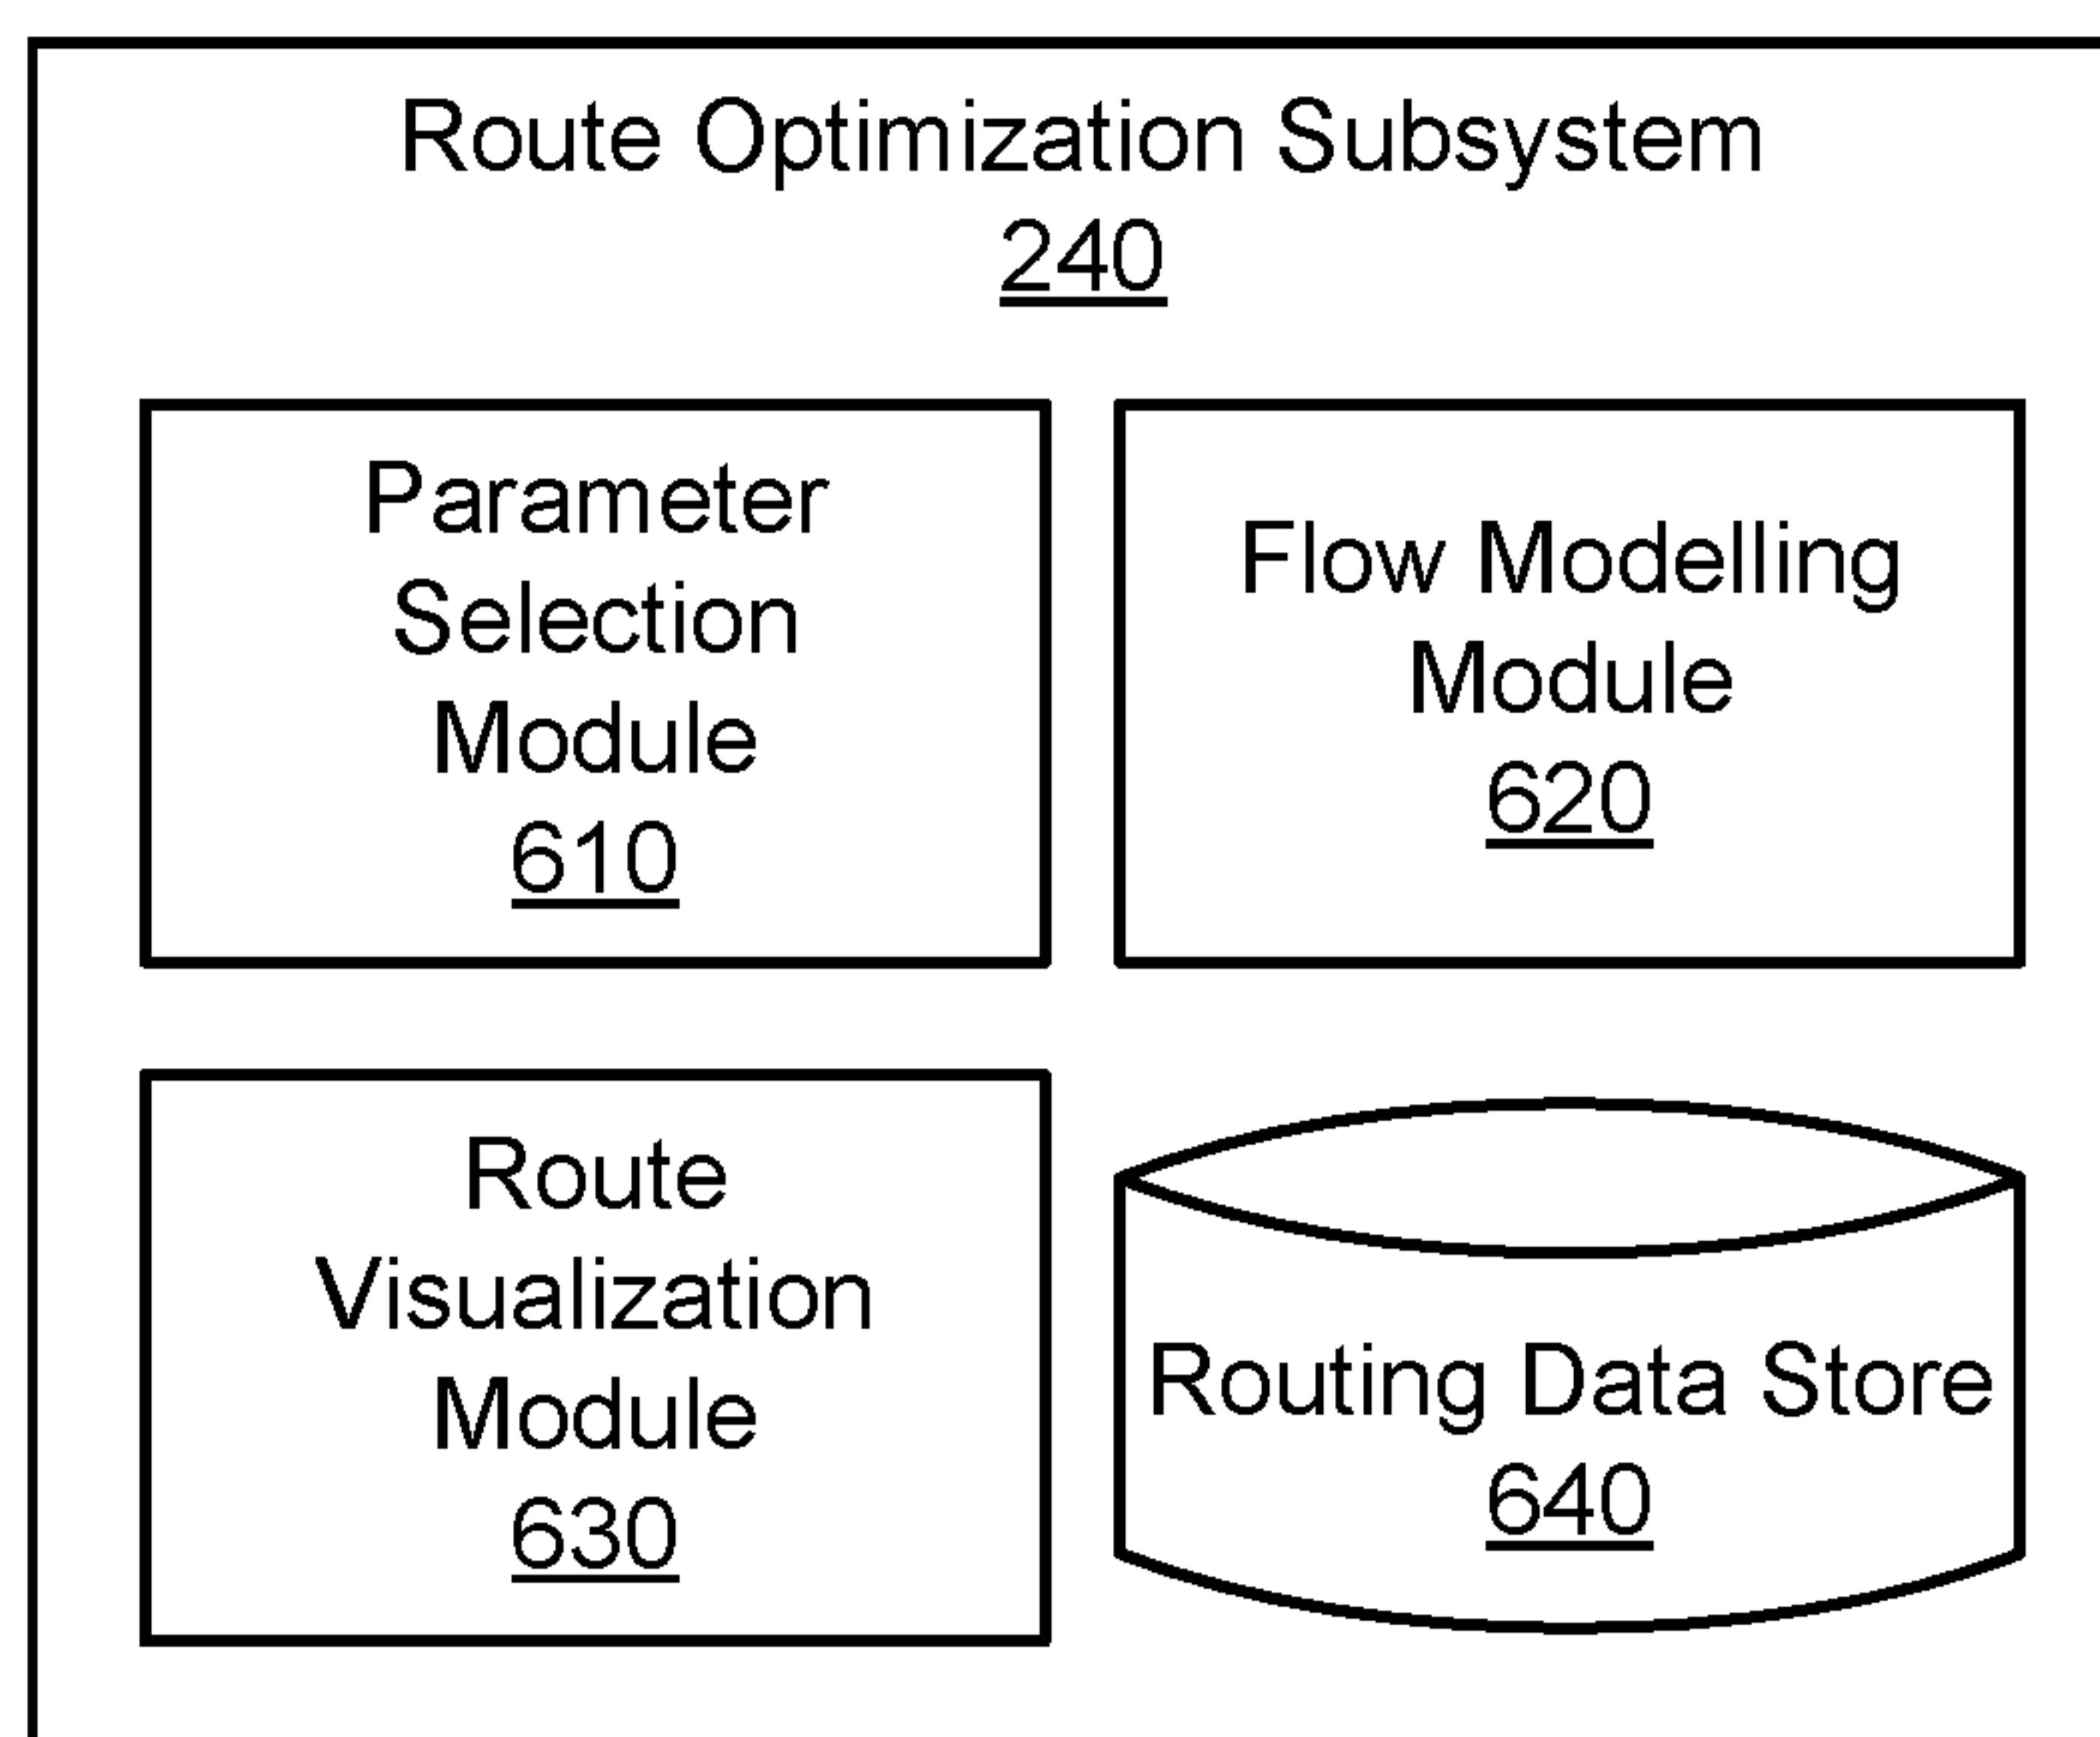 Route Optimization Subsystem
240
Parameter
Selection
Module
610
Flow Modelling
Module
620
Route
Visualization
Module
630
Routing Data Store
640